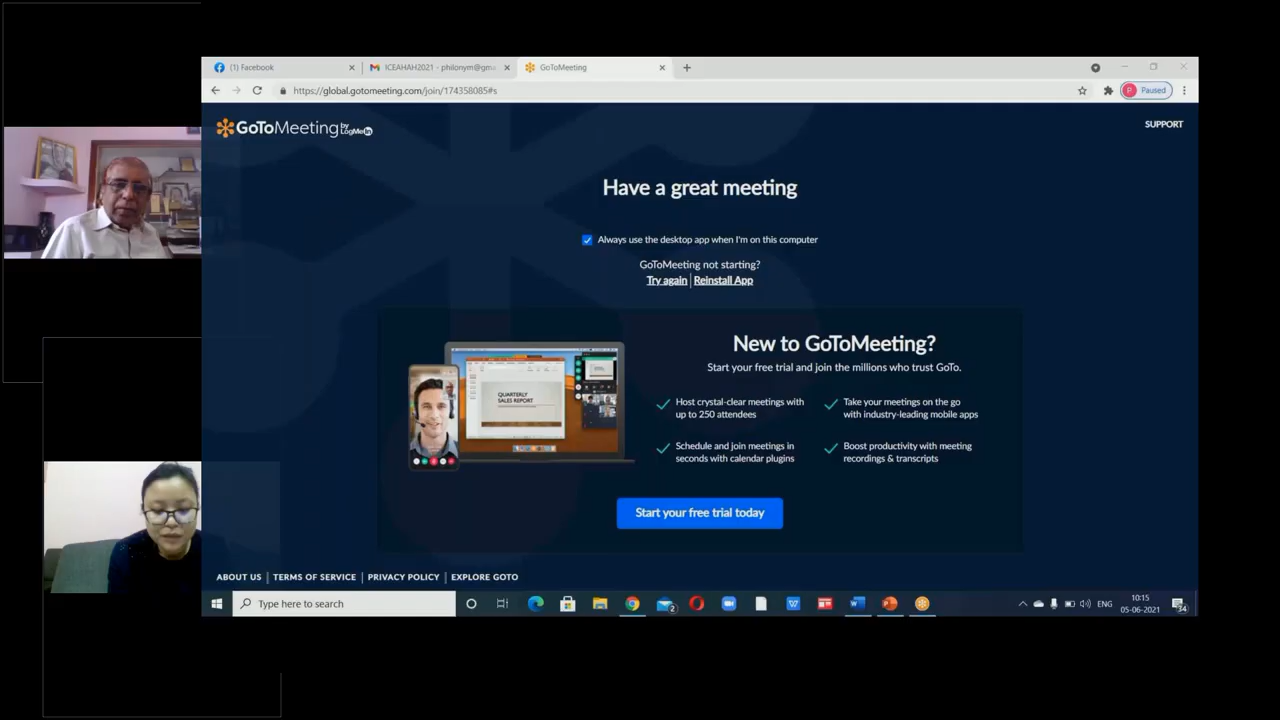 (1) Facebook
ICEAHAH2021 - philonym@gma
GoToMeeting
https://global.gotomeeting.com/join/174358085#s
Paused
GoToMeeting by LogMeIn
SUPPORT
Have a great meeting
Always use the desktop app when I'm on this computer
GoToMeeting not starting?
Try again | Reinstall App
New to GoToMeeting?
Start your free trial and join the millions who trust GoTo.
Host crystal-clear meetings with
up to 250 attendees
Take your meetings on the go
with industry-leading mobile apps
Schedule and join meetings in
seconds with calendar plugins
Boost productivity with meeting
recordings & transcripts
QUARTERLY
SALES REPORT
Start your free trial today
ABOUT US | TERMS OF SERVICE | PRIVACY POLICY | EXPLORE GOTO
Type here to search
2
ENG
10:15
05-06-2021
34